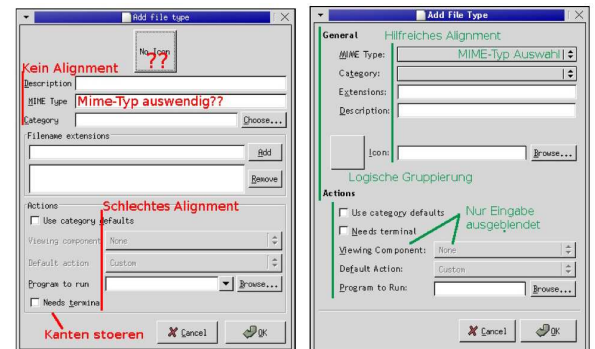 Add file type
No Icon
??
Kein Alignment
Description
MIME Type
Mime-Typ auswendig??
Category
Choose...
Filename extensions
Add
Remove
Actions
Schlechtes Alignment
Use category defaults
Viewing component
None
Default action
Custom
Program to run
Browse...
Needs terminal
Kanten stoeren
Cancel
OK
Add File Type
General
Hilfreiches Alignment
MIME Type:
MIME-Typ Auswahl
Category:
Extensions:
Description:
Icon:
Browse...
Logische Gruppierung
Actions
Use category defaults
Nur Eingabe
ausgeblendet
Needs terminal
Viewing Component:
None
Default Action:
Custom
Program to Run:
Browse...
Cancel
OK